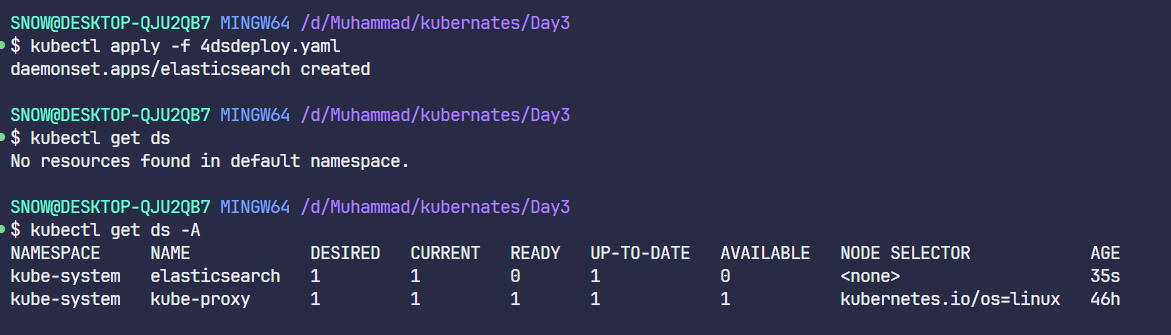 SNOW@DESKTOP-QJU2QB7 MINGW64 /d/Muhammad/kubernates/Day3
$ kubectl apply -f 4dsdeploy.yaml
daemonset.apps/elasticsearch created
SNOW@DESKTOP-QJU2QB7 MINGW64 /d/Muhammad/kubernates/Day3
$ kubectl get ds
No resources found in default namespace.
SNOW@DESKTOP-QJU2QB7 MINGW64 /d/Muhammad/kubernates/Day3
$ kubectl get ds -A
NAMESPACE     NAME            DESIRED   CURRENT   READY   UP-TO-DATE   AVAILABLE   NODE SELECTOR            AGE
kube-system   elasticsearch   1         1         0       1            0           <none>                   35s
kube-system   kube-proxy      1         1         1       1            1           kubernetes.io/os=linux   46h